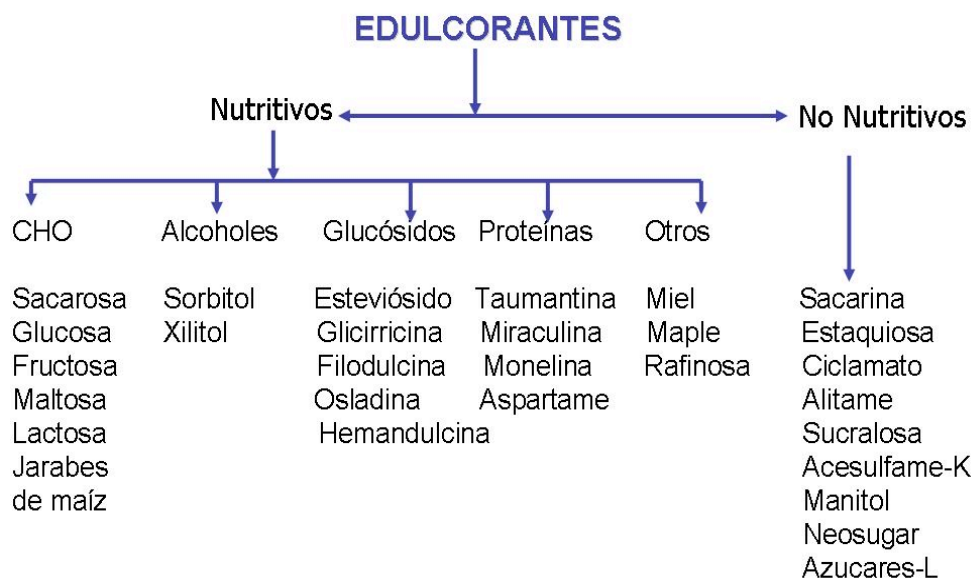 EDULCORANTES
Nutritivos
No Nutritivos
CHO
Sacarosa
Glucosa
Fructosa
Maltosa
Lactosa
Jarabes
de maíz
Alcoholes
Sorbitol
Xilitol
Glucósidos
Esteviósido
Glicirricina
Filodulcina
Osladina
Hemandulcina
Proteínas
Taumantina
Miraculina
Monelina
Aspartame
Otros
Miel
Maple
Rafinosa
Sacarina
Estaquiosa
Ciclamato
Alitame
Sucralosa
Acesulfame-K
Manitol
Neosugar
Azucares-L